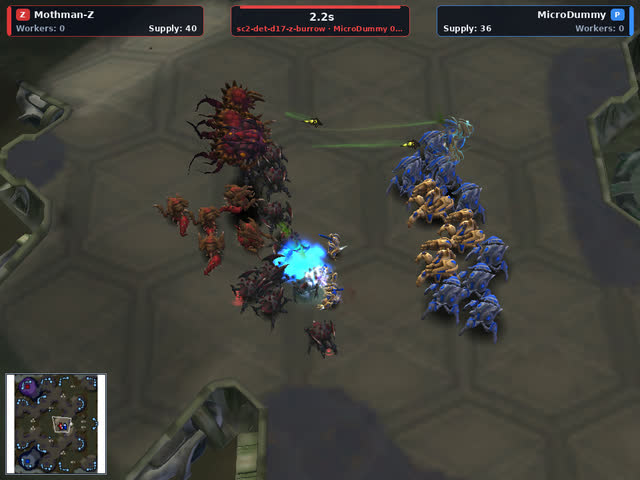 Z Mothman-Z
Workers: 0 Supply: 40
2.2s
sc2-det-d17-z-burrow · MicroDummy 0...
MicroDummy P
Supply: 36 Workers: 0